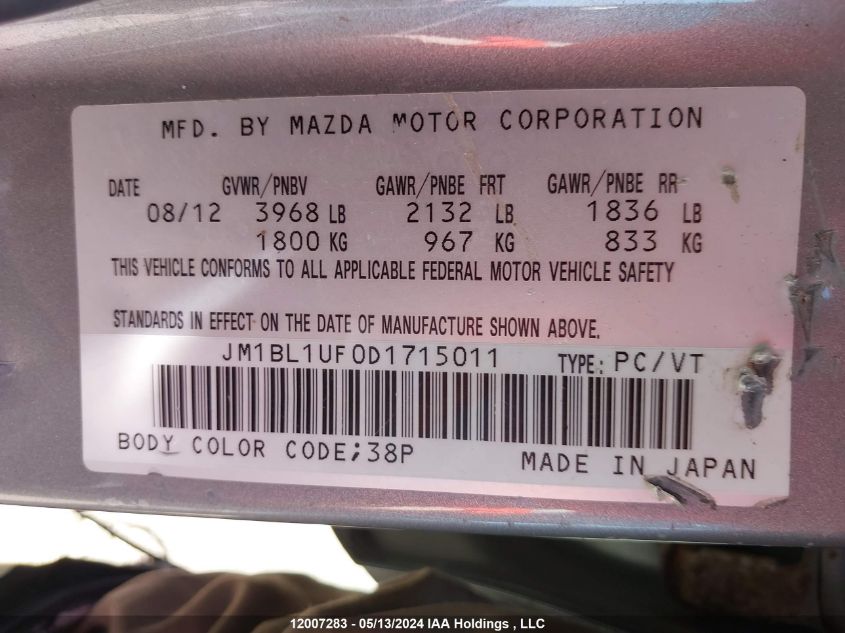 MFD. BY MAZDA MOTOR CORPORATION
DATE GVWR/PNBV GAWR/PNBE FRT GAWR/PNBE RR
08/12 3968 LB 2132 LB 1836 LB
1800 KG 967 KG 833 KG
THIS VEHICLE CONFORMS TO ALL APPLICABLE FEDERAL MOTOR VEHICLE SAFETY
STANDARDS IN EFFECT ON THE DATE OF MANUFACTURE SHOWN ABOVE.
JM1BL1UF0D1715011 TYPE: PC/VT
BODY COLOR CODE;38P
MADE IN JAPAN
12007283 - 05/13/2024 IAA Holdings , LLC